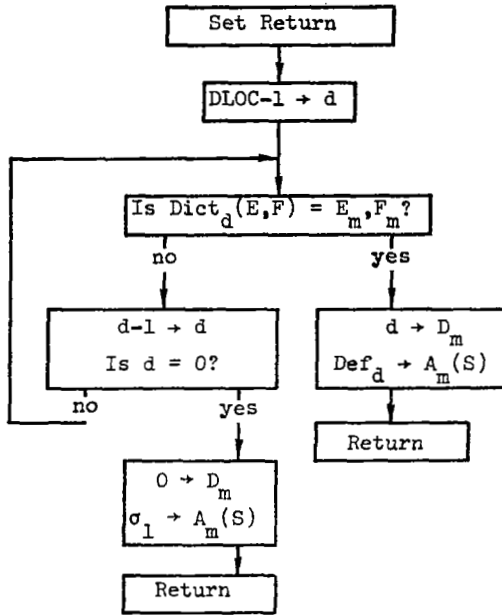 Set Return
DLOC-1 → d
Is Dict_d(E,F) = E_m,F_m?
no yes
d-1 → d
Is d = 0?
d → D_m
Def_d → A_m(S)
no yes
Return
0 → D_m
σ_1 → A_m(S)
Return